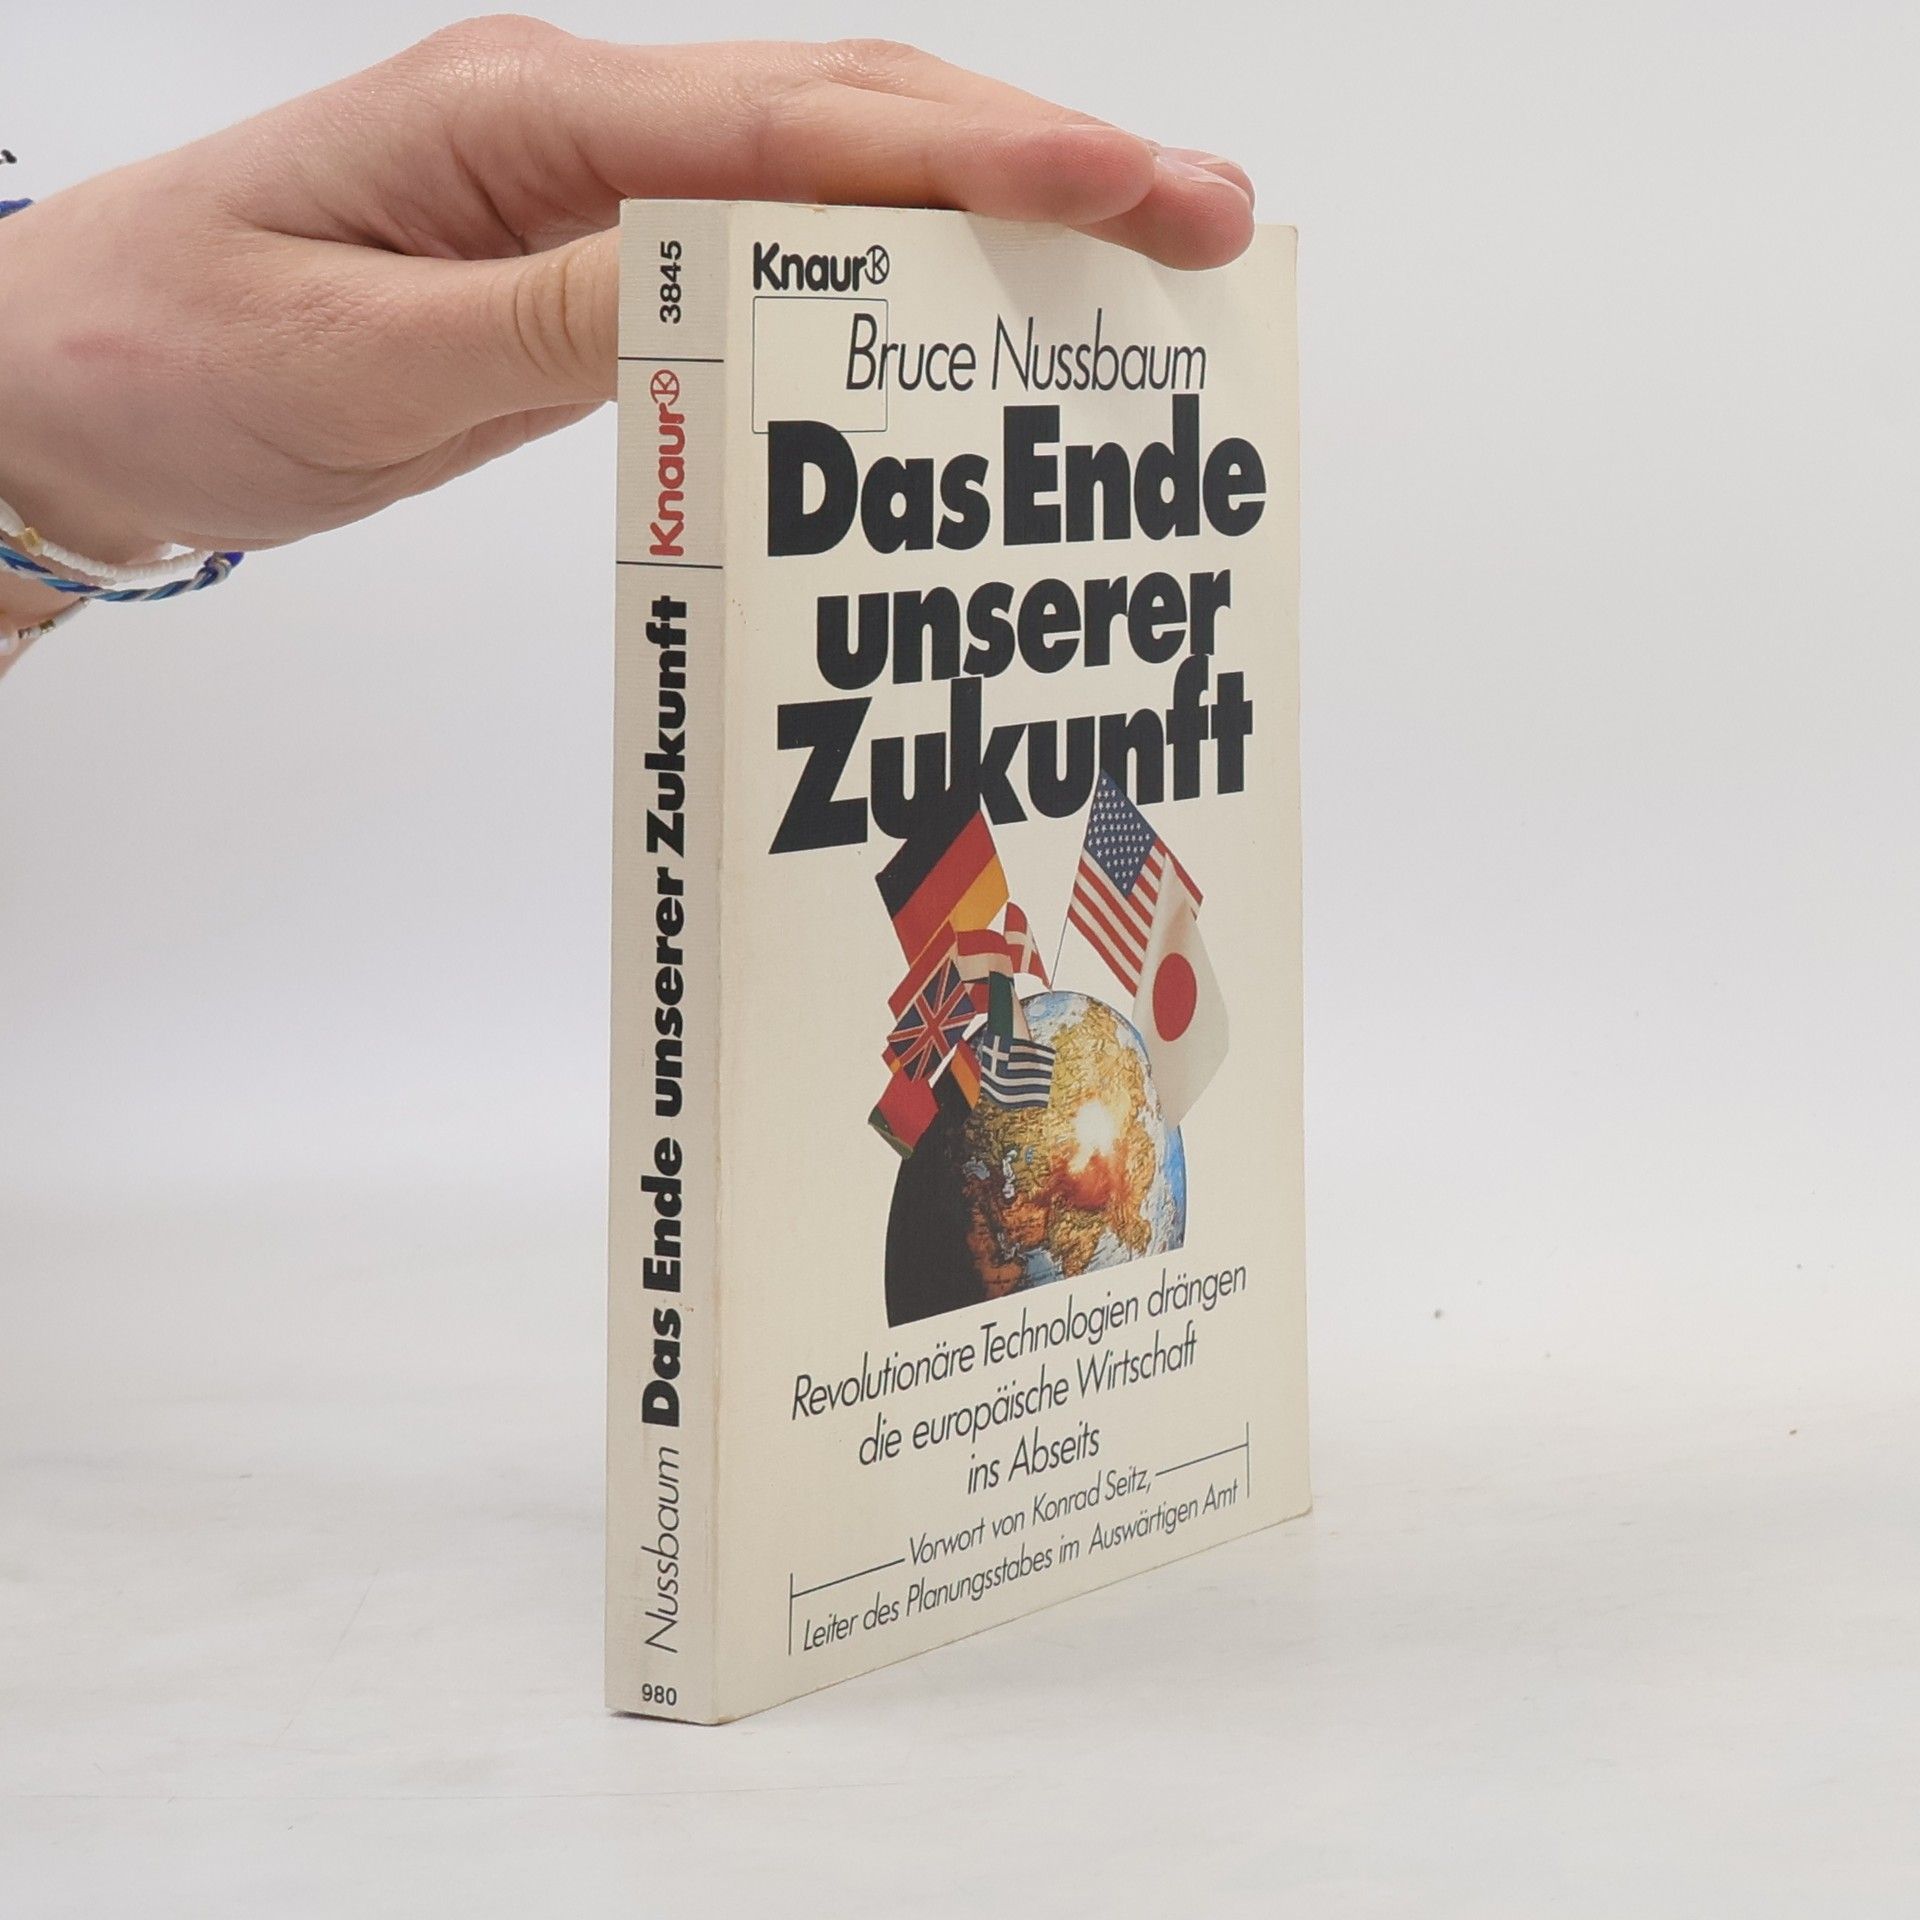 3845
Knaur
Nussbaum Das Ende unserer Zukunft
980
Knaur
Bruce Nussbaum
Das Ende
unserer
Zukunft
Revolutionäre Technologien drängen
die europäische Wirtschaft
ins Abseits
Vorwort von Konrad Seitz,
Leiter des Planungsstabes im Auswärtigen Amt